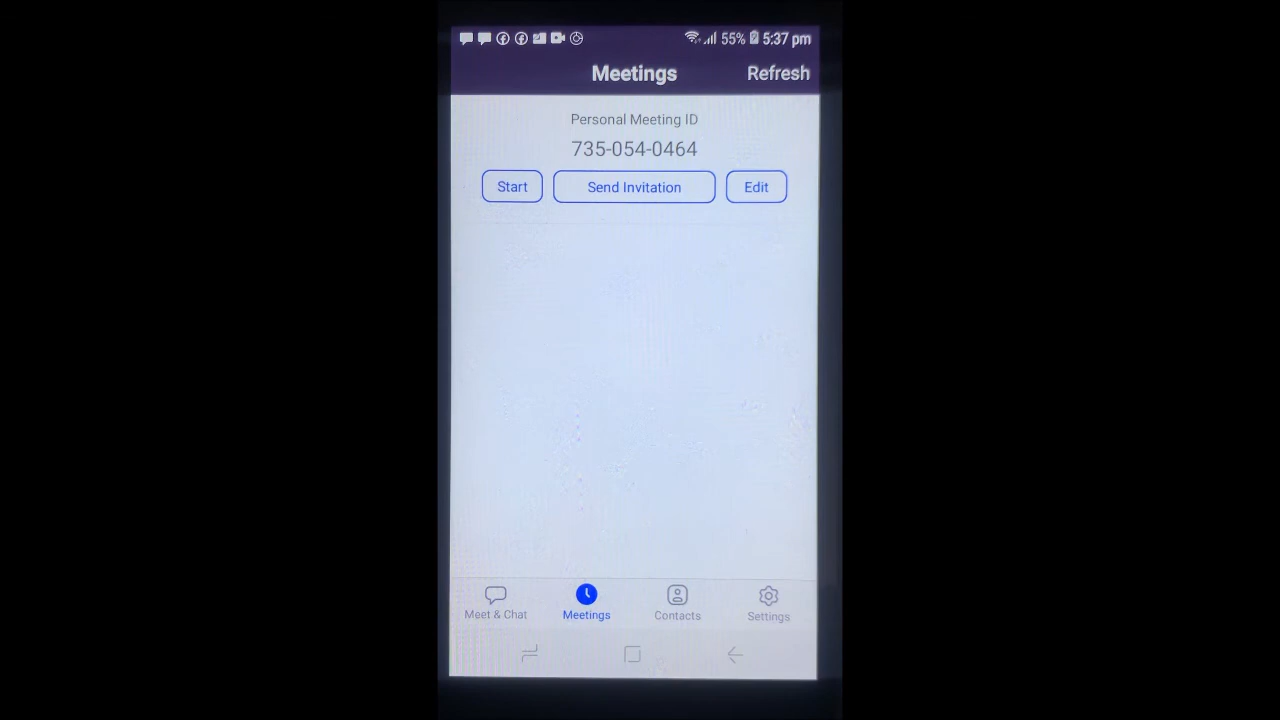 55% 5:37 pm
Meetings Refresh
Personal Meeting ID
735-054-0464
Start Send Invitation Edit
Meet & Chat Meetings Contacts Settings